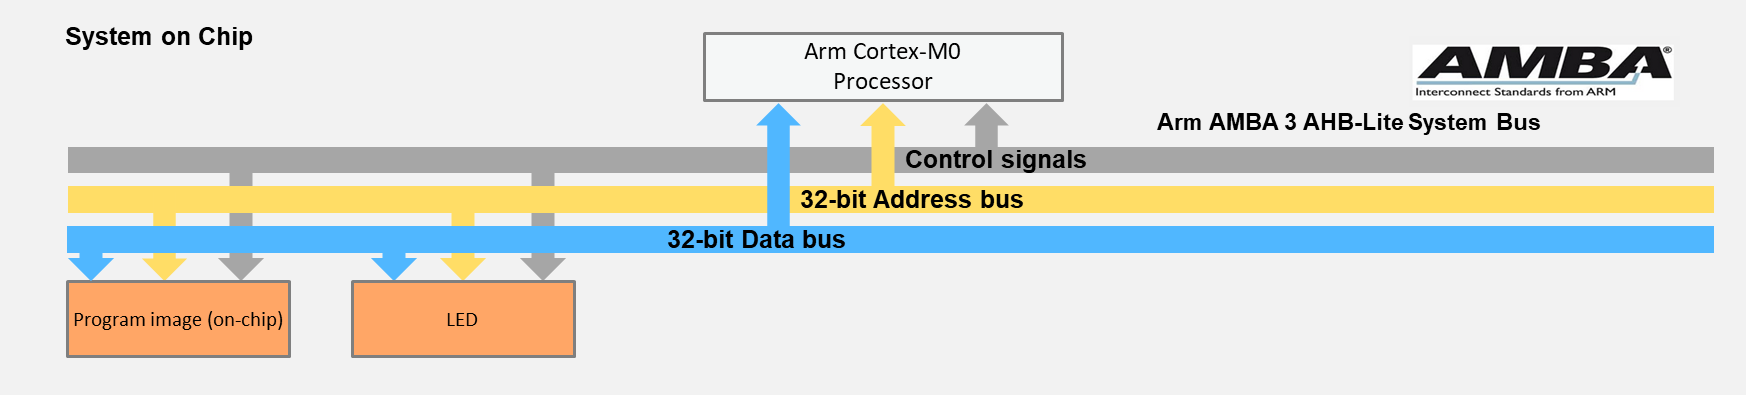 System on Chip
Arm Cortex-M0
Processor
AMBA®
Interconnect Standards from ARM
Arm AMBA 3 AHB-Lite System Bus
Control signals
32-bit Address bus
32-bit Data bus
Program image (on-chip)
LED